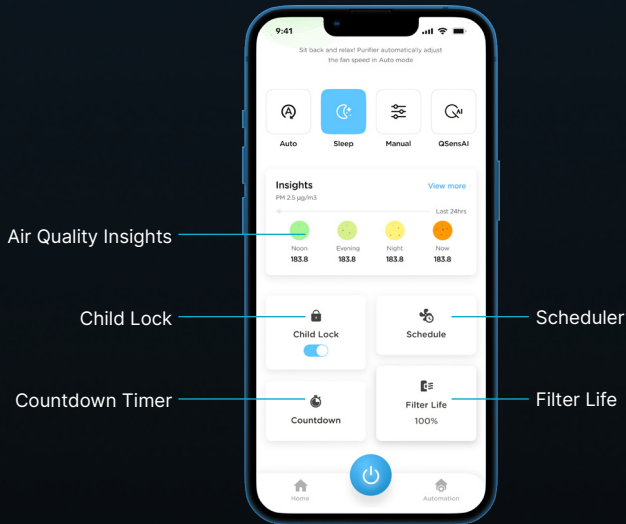 9:41
Sit back and relax! Purifier automatically adjust
the fan speed in Auto mode
Auto
Sleep
Manual
QSensAI
AI
Insights
View more
PM 2.5 µg/m3
Last 24hrs
Noon
Evening
Night
Now
183.8
183.8
183.8
183.8
Air Quality Insights
Child Lock
Child Lock
Schedule
Scheduler
Countdown Timer
Countdown
Filter Life
100%
Filter Life
Home
Automation